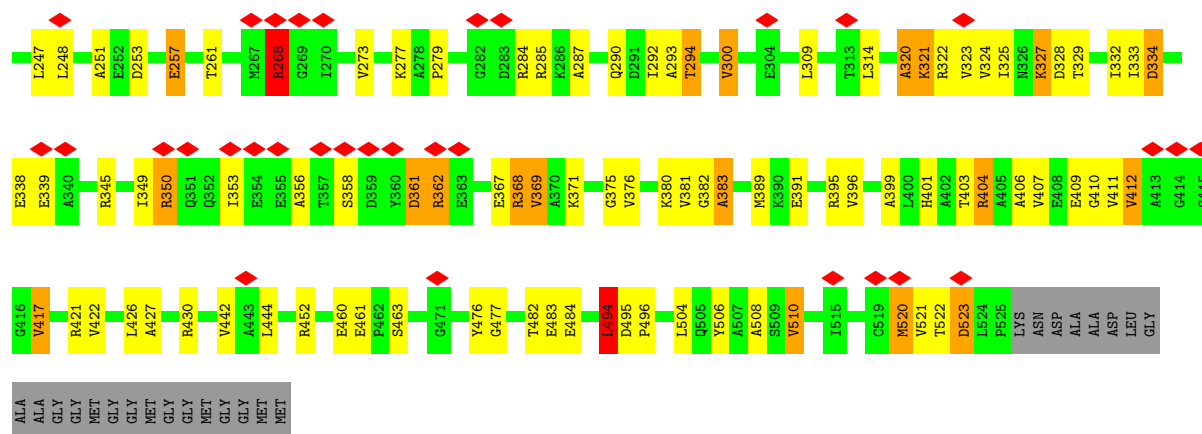 L247 L248 A251 E252 D253 E257 T261 M267 R268 G269 I270 V273 K277 A278 P279 G282 D283 R284 R285 K286 A287 Q290 D291 I292 A293 T294 V300 E304 L309 T313 L314 A320 K321 R322 V323 V324 I325 N326 K327 D328 T329 I332 I333 D334
E338 E339 A340 R345 I349 R350 Q351 Q352 I353 E354 E355 A356 T357 S358 D359 Y360 D361 R362 E363 E367 R368 V369 A370 K371 G375 V376 K380 V381 G382 A383 M389 K390 E391 R395 V396 A399 L400 H401 A402 T403 R404 A405 A406 V407 E408 E409 G410 V411 V412 A413 G414 G415
G416 V417 R421 V422 L426 A427 R430 V442 A443 L444 R452 E460 E461 P462 S463 G471 Y476 G477 T482 E483 E484 L494 D495 P496 L504 Q505 Y506 A507 A508 S509 V510 I515 C519 M520 V521 T522 D523 L524 P525 LYS ASN ASP ALA ALA ASP LEU GLY
ALA ALA GLY GLY MET GLY GLY MET GLY GLY MET GLY GLY MET MET